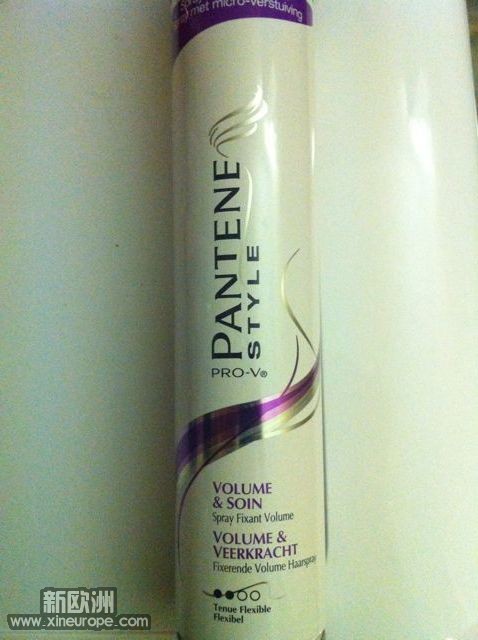 Spray
met micro-verstuiving
PANTENE
STYLE
PRO-V®
VOLUME
& SOIN
Spray Fixant Volume
VOLUME &
VEERKRACHT
Fixerende Volume Haarspray
Tenue Flexible
Flexibel
新欧洲
www.xineurope.com